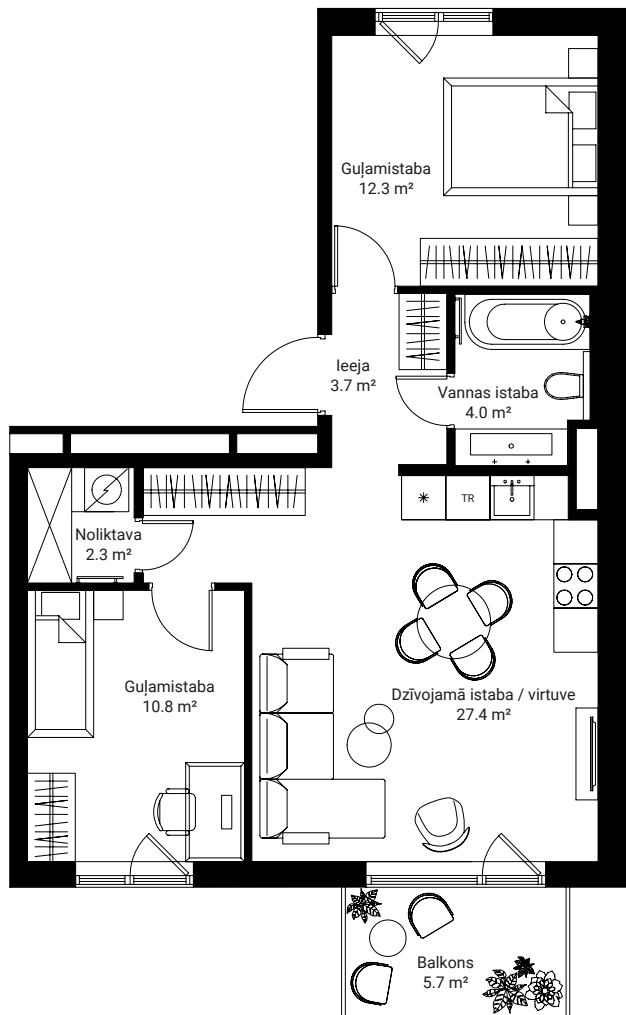 Guļamistaba
12.3 m²
Ieeja
3.7 m²
Vannas istaba
4.0 m²
TR
Noliktava
2.3 m²
Guļamistaba
10.8 m²
Dzīvojamā istaba / virtuve
27.4 m²
Balkons
5.7 m²